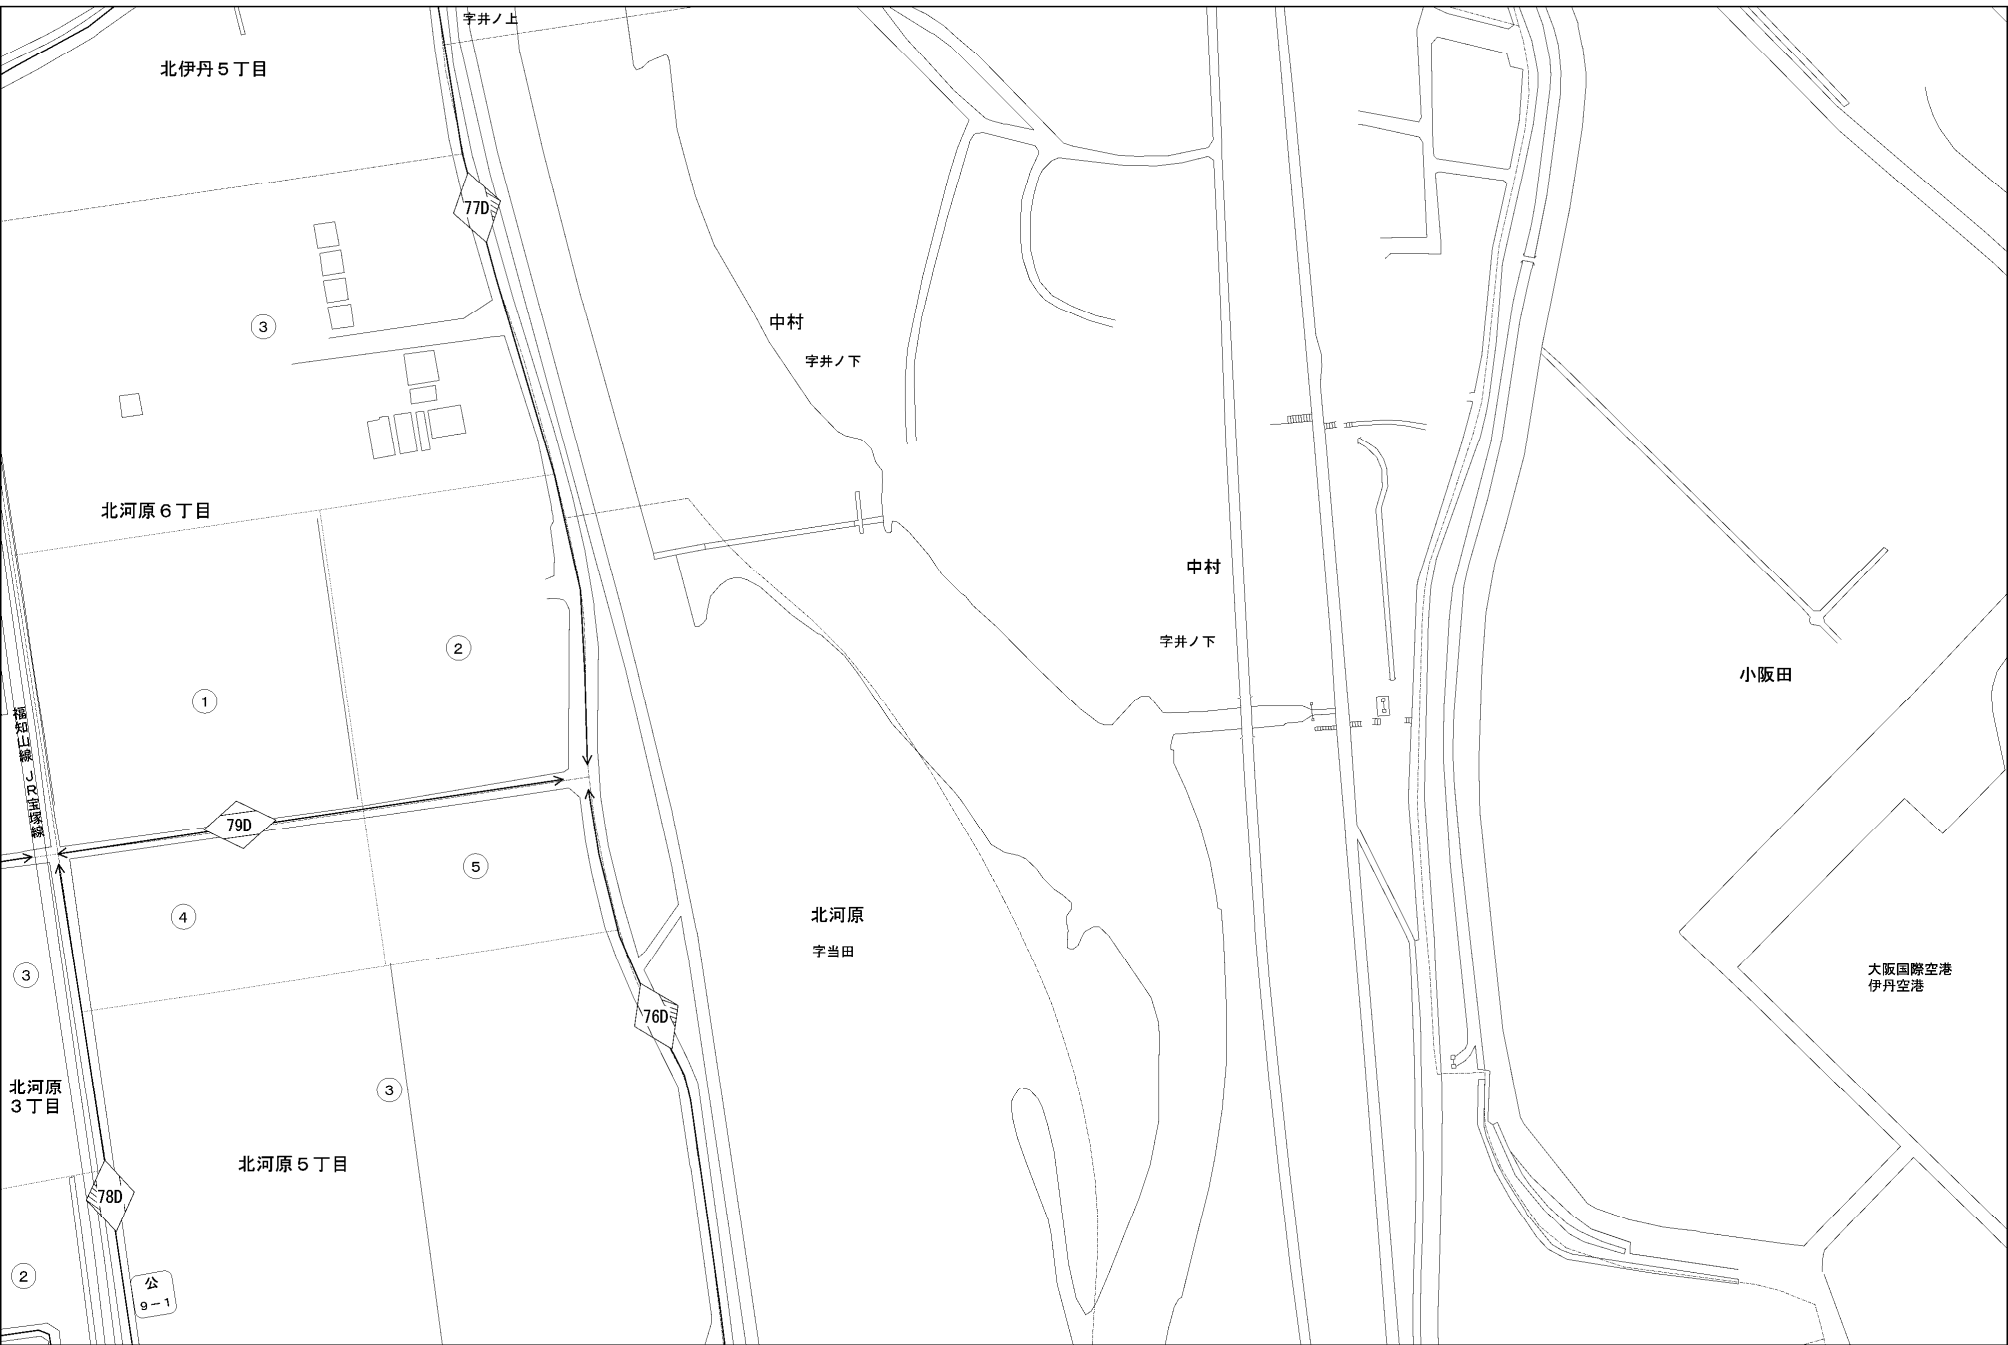 字井ノ上
北伊丹５丁目
77D
③
中村
字井ノ下
北河原６丁目
中村
②
字井ノ下
小阪田
①
福知山線 ＪＲ宝塚線
79D
⑤
④
北河原
字当田
③
大阪国際空港
伊丹空港
76D
北河原
３丁目
③
北河原５丁目
78D
②
公
９－１